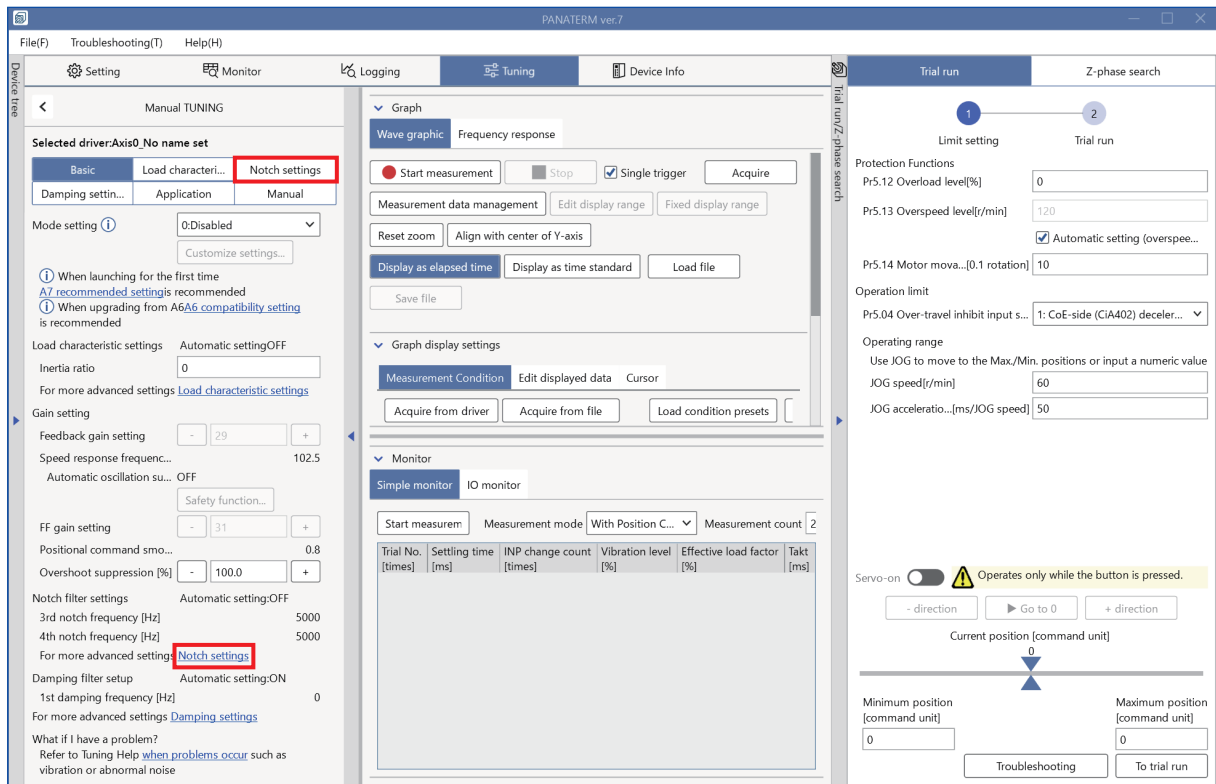 PANATERM ver.7
File(F) Troubleshooting(T) Help(H)
Device tree
Setting Monitor Logging Tuning Device Info
Manual TUNING
Selected driver:Axis0_No name set
Basic Load characteri... Notch settings
Damping settin... Application Manual
Mode setting 0:Disabled
Customize settings...
When launching for the first time
A7 recommended settingis recommended
When upgrading from A6A6 compatibility setting
is recommended
Load characteristic settings Automatic settingOFF
Inertia ratio 0
For more advanced settings Load characteristic settings
Gain setting
Feedback gain setting - 29 +
Speed response frequenc... 102.5
Automatic oscillation su... OFF
Safety function...
FF gain setting - 31 +
Positional command smo... 0.8
Overshoot suppression [%] - 100.0 +
Notch filter settings Automatic setting:OFF
3rd notch frequency [Hz] 5000
4th notch frequency [Hz] 5000
For more advanced settings Notch settings
Damping filter setup Automatic setting:ON
1st damping frequency [Hz] 0
For more advanced settings Damping settings
What if I have a problem?
Refer to Tuning Help when problems occur such as
vibration or abnormal noise
Graph
Wave graphic Frequency response
Start measurement Stop Single trigger Acquire
Measurement data management Edit display range Fixed display range
Reset zoom Align with center of Y-axis
Display as elapsed time Display as time standard Load file
Save file
Graph display settings
Measurement Condition Edit displayed data Cursor
Acquire from driver Acquire from file Load condition presets
Monitor
Simple monitor IO monitor
Start measurem Measurement mode With Position C... Measurement count 2
Trial No. Settling time INP change count Vibration level Effective load factor Takt
[times] [ms] [times] [%] [%] [ms]
Trial run/Z-phase search
Trial run Z-phase search
1 2
Limit setting Trial run
Protection Functions
Pr5.12 Overload level[%] 0
Pr5.13 Overspeed level[r/min] 120
Automatic setting (overspee...
Pr5.14 Motor mova...[0.1 rotation] 10
Operation limit
Pr5.04 Over-travel inhibit input s... 1: CoE-side (CiA402) deceler...
Operating range
Use JOG to move to the Max./Min. positions or input a numeric value
JOG speed[r/min] 60
JOG acceleratio...[ms/JOG speed] 50
Servo-on Operates only while the button is pressed.
- direction Go to 0 + direction
Current position [command unit]
0
Minimum position Maximum position
[command unit] [command unit]
0 0
Troubleshooting To trial run